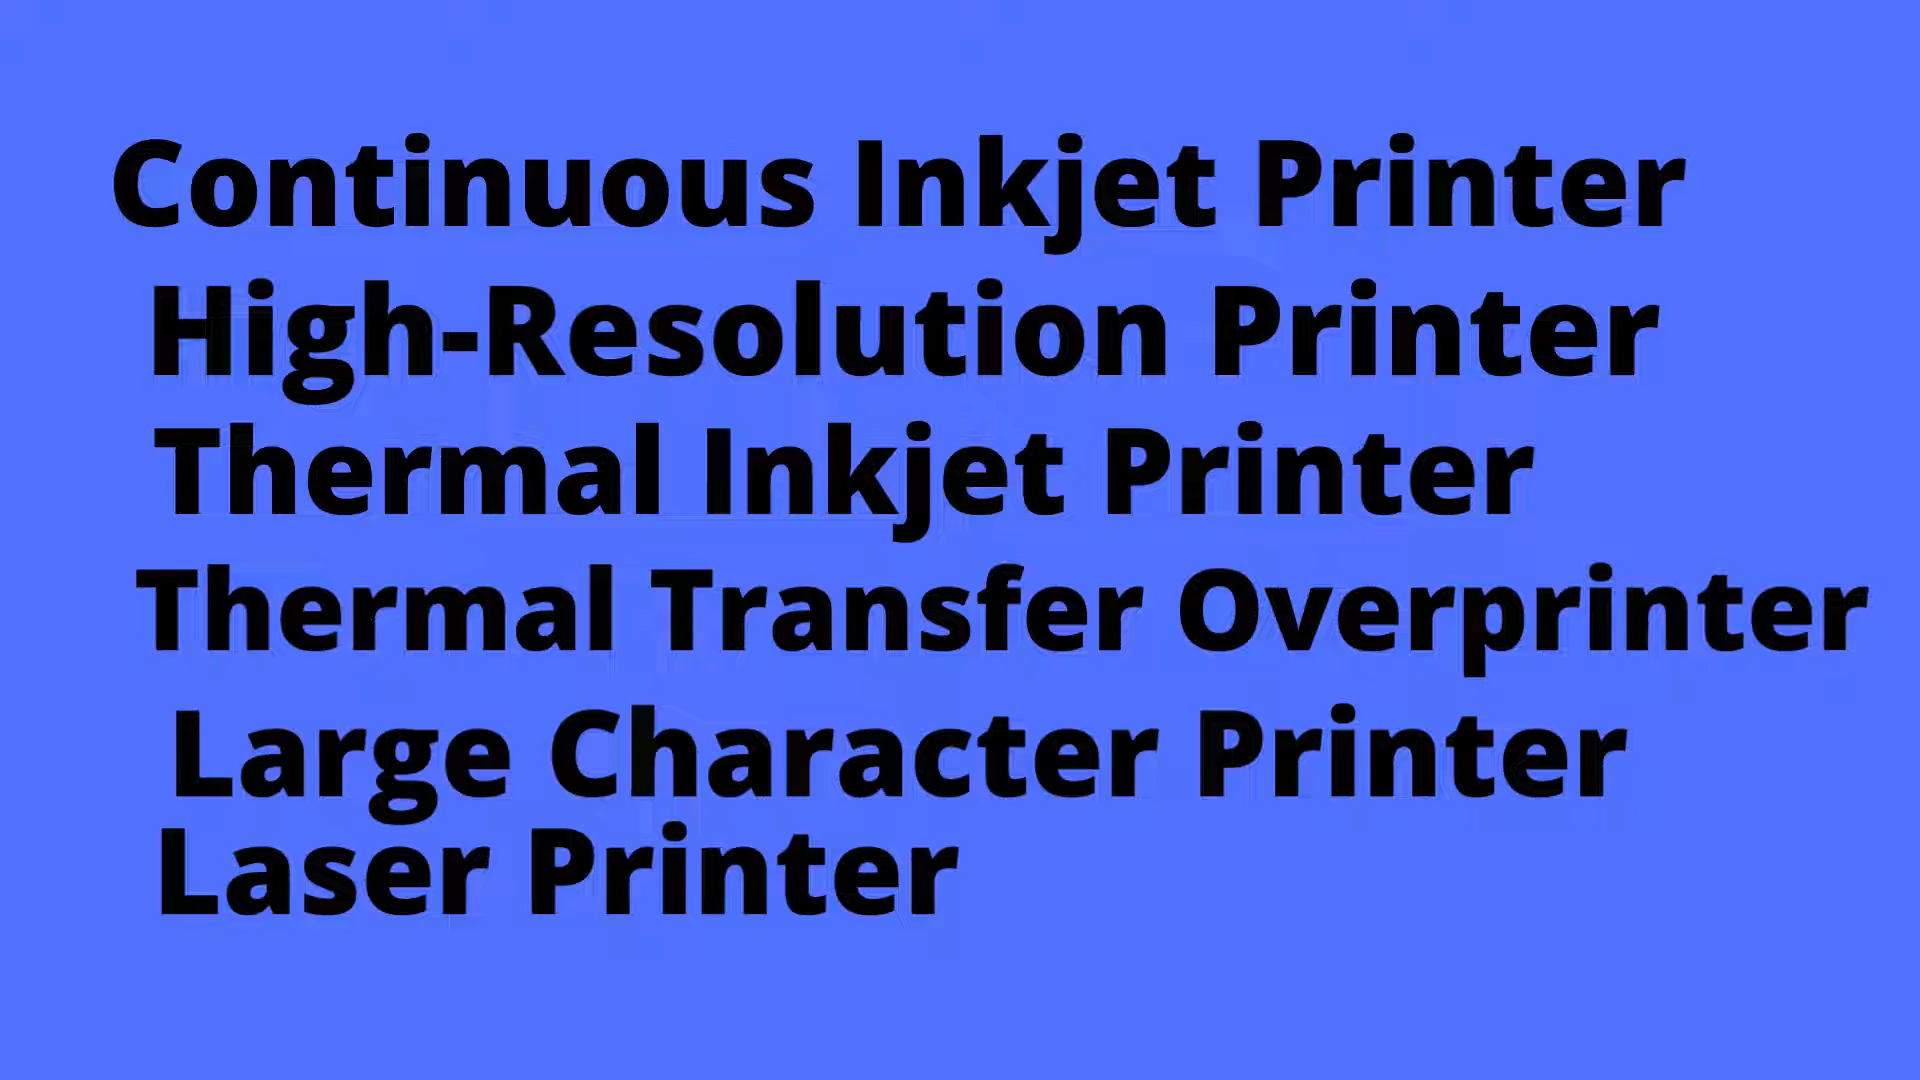 Continuous Inkjet Printer
High-Resolution Printer
Thermal Inkjet Printer
Thermal Transfer Overprinter
Large Character Printer
Laser Printer